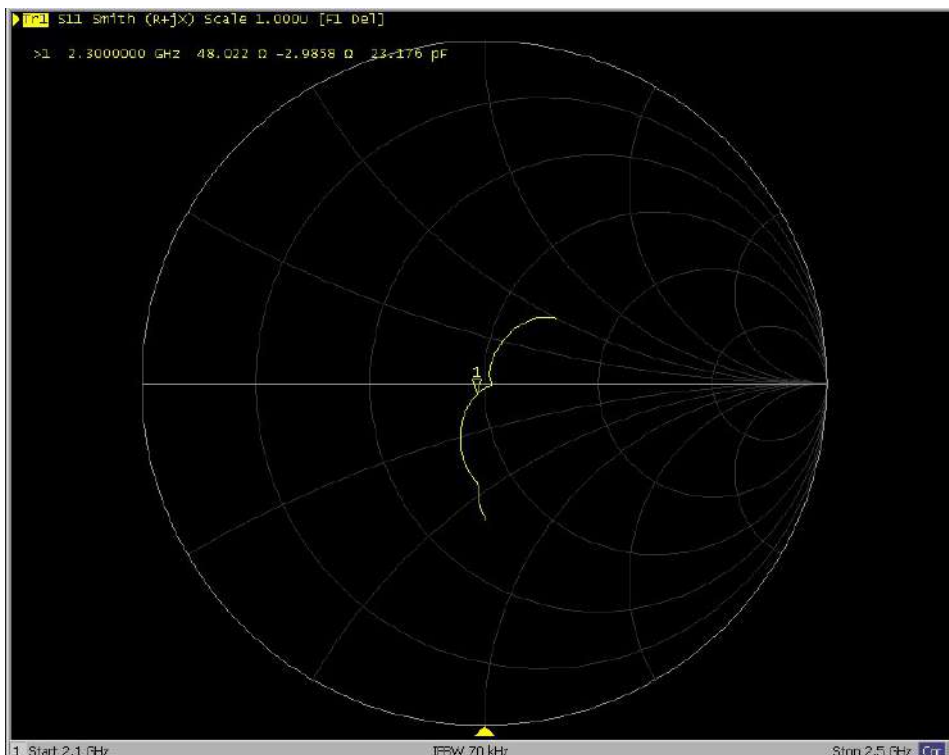 Tr1 S11 Smith (R+jX) Scale 1.000U [F1 Del]
>1 2.3000000 GHz 48.022 Ω -2.9858 Ω 23.176 pF
1
1 Start 2.1 GHz IFBW 70 kHz Stop 2.5 GHz Cor